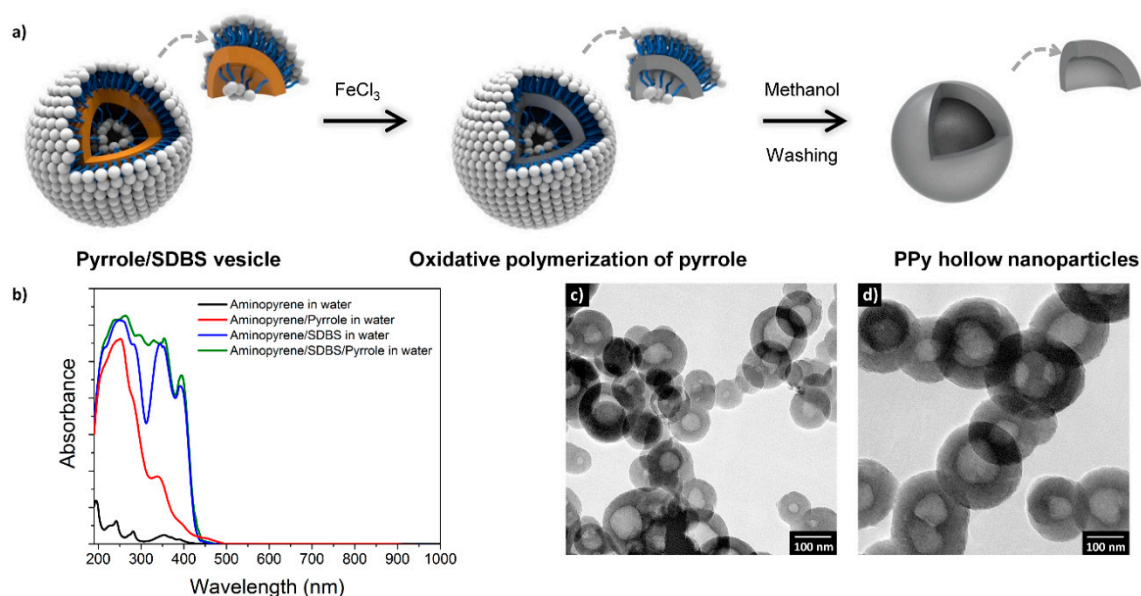 a)
FeCl3
Methanol
Washing
Pyrrole/SDBS vesicle
Oxidative polymerization of pyrrole
PPy hollow nanoparticles
b)
Aminopyrene in water
Aminopyrene/Pyrrole in water
Aminopyrene/SDBS in water
Aminopyrene/SDBS/Pyrrole in water
Absorbance
200 300 400 500 600 700 800 900 1000
Wavelength (nm)
c)
100 nm
d)
100 nm